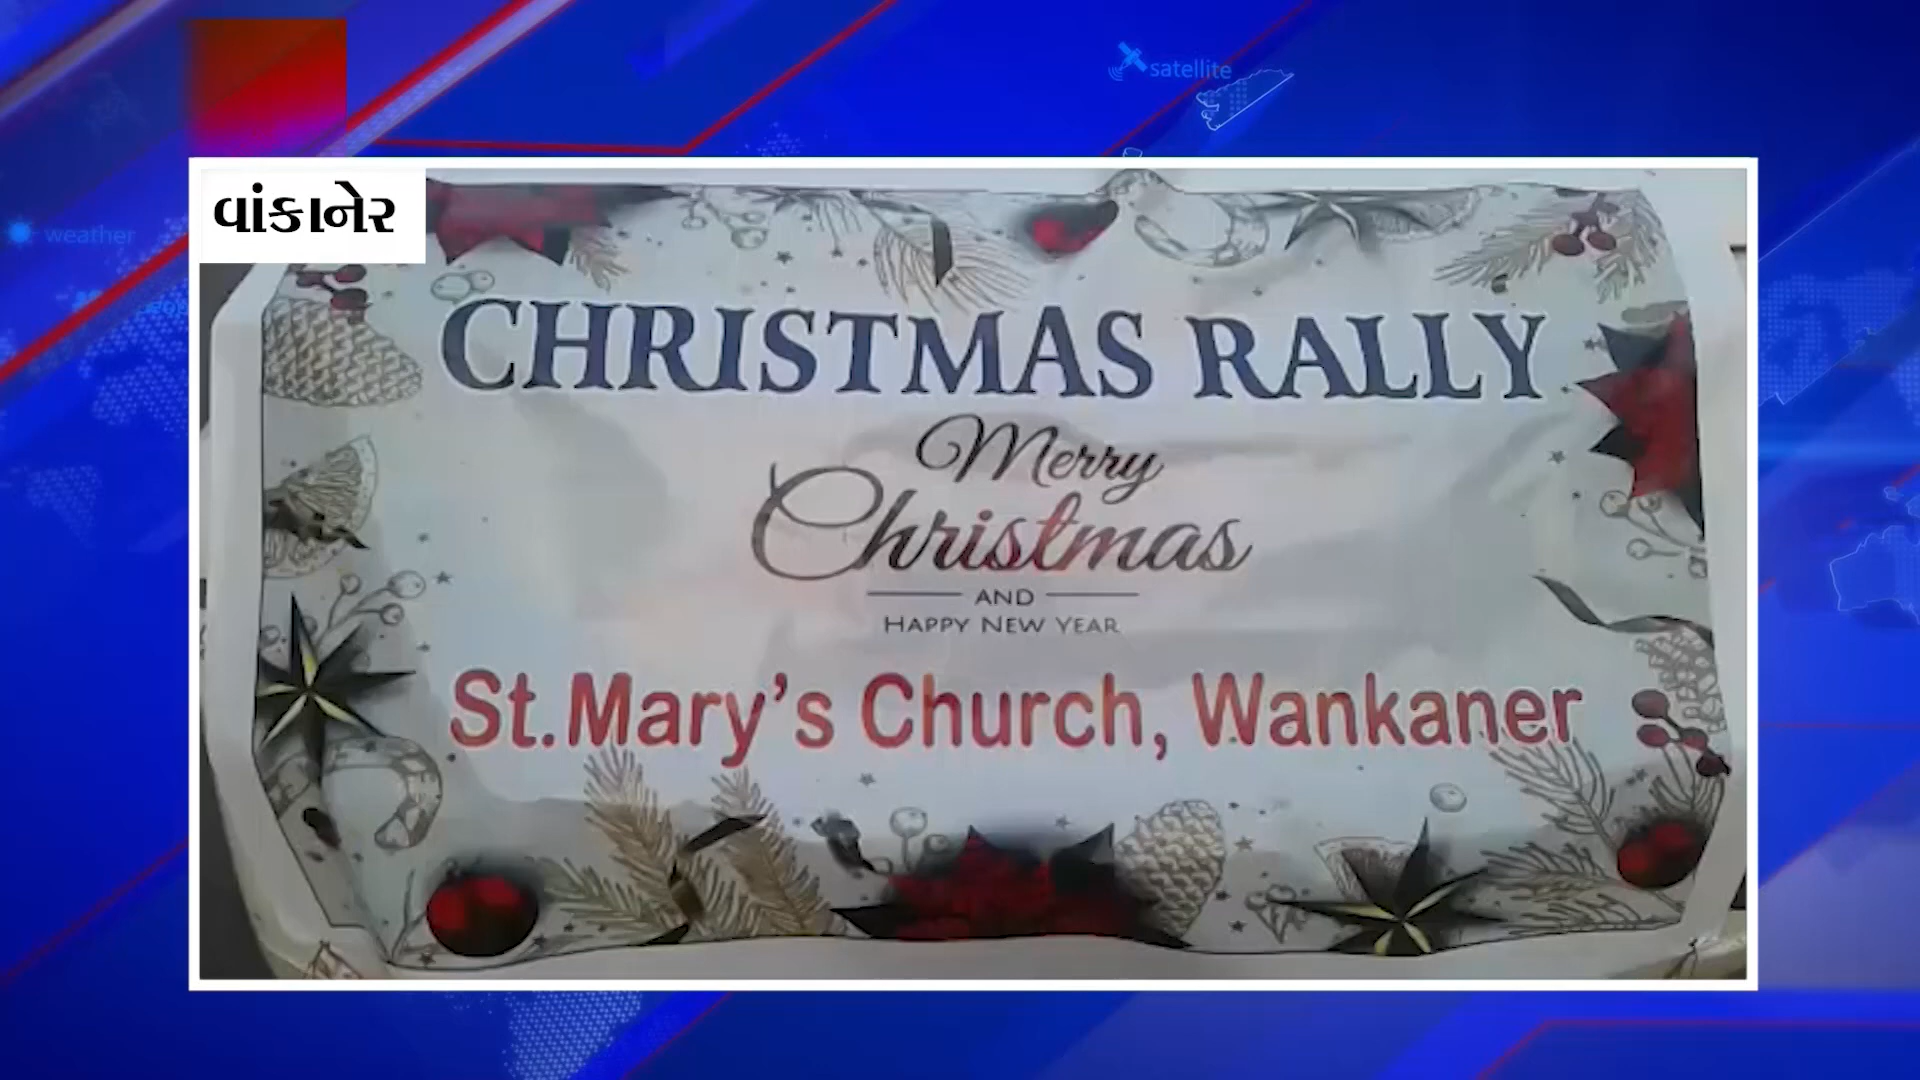 satellite
વાંકાનેર
weather
CHRISTMAS RALLY
Merry
Christmas
AND
HAPPY NEW YEAR
St.Mary's Church, Wankaner